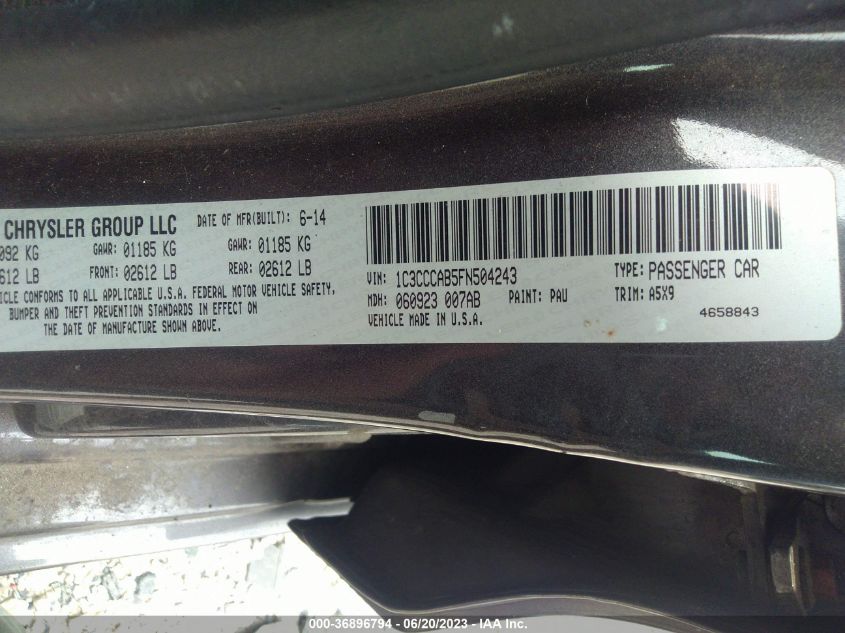 CHRYSLER GROUP LLC DATE OF MFR(BUILT): 6-14
092 KG GAWR: 01185 KG GAWR: 01185 KG
612 LB FRONT: 02612 LB REAR: 02612 LB
VEHICLE CONFORMS TO ALL APPLICABLE U.S.A. FEDERAL MOTOR VEHICLE SAFETY,
BUMPER AND THEFT PREVENTION STANDARDS IN EFFECT ON
THE DATE OF MANUFACTURE SHOWN ABOVE.
VIN: 1C3CCCAB5FN504243 TYPE: PASSENGER CAR
MDH: 060923 007AB PAINT: PAU TRIM: A5X9
VEHICLE MADE IN U.S.A. 4658843
000-36896794 - 06/20/2023 - IAA Inc.